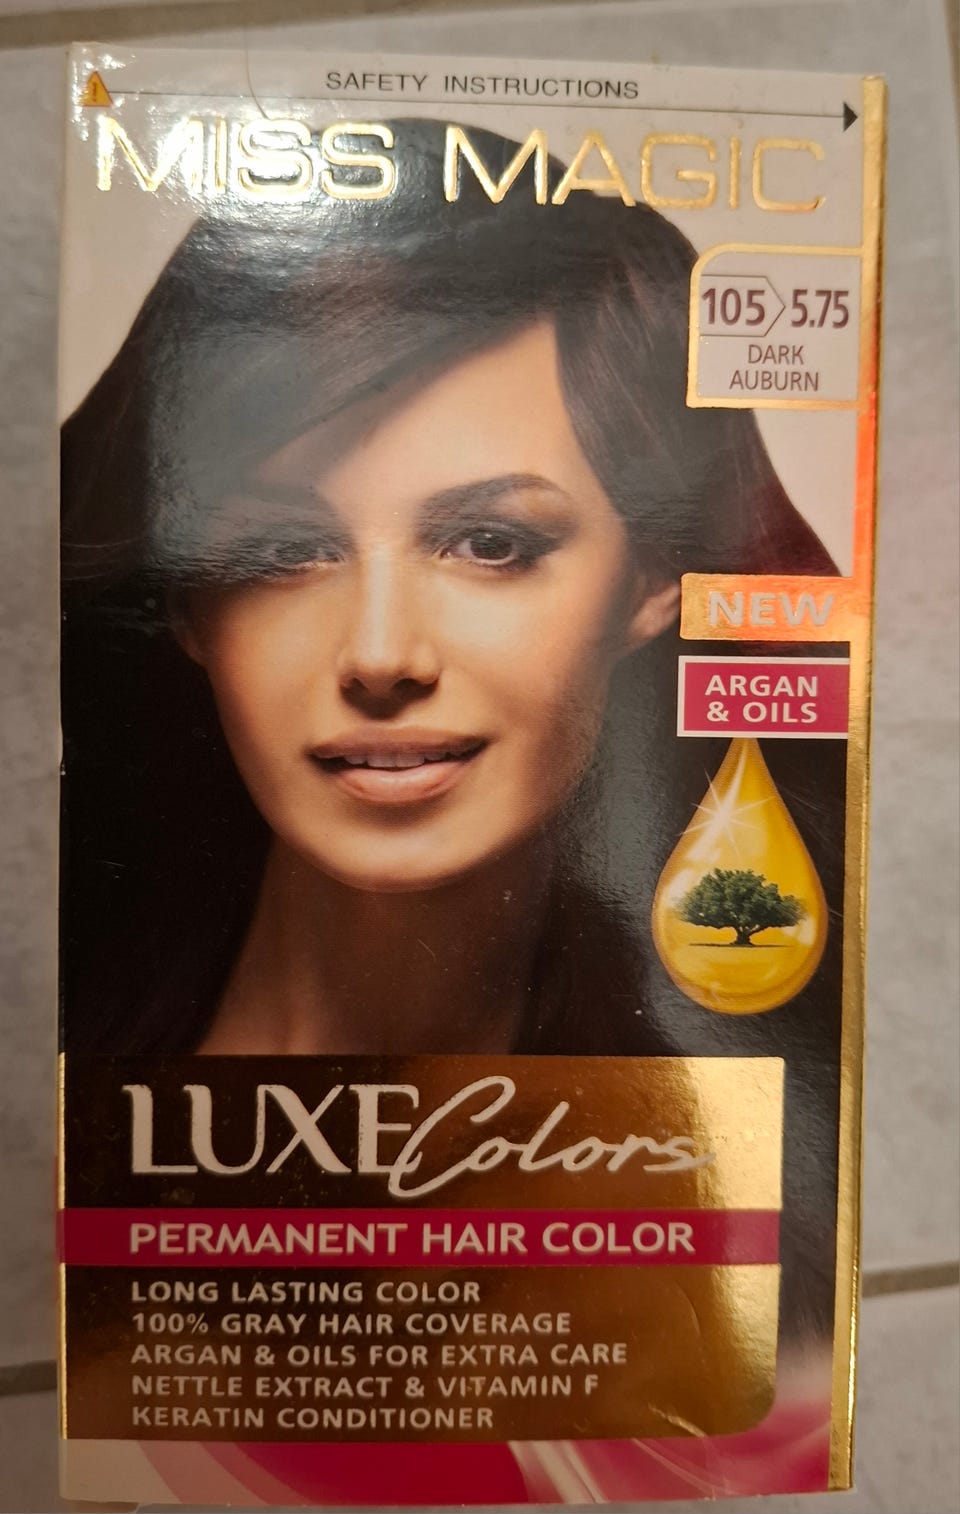 SAFETY INSTRUCTIONS
MISS MAGIC
105 5.75
DARK
AUBURN
NEW
ARGAN
& OILS
LUXE Colors
PERMANENT HAIR COLOR
LONG LASTING COLOR
100% GRAY HAIR COVERAGE
ARGAN & OILS FOR EXTRA CARE
NETTLE EXTRACT & VITAMIN F
KERATIN CONDITIONER